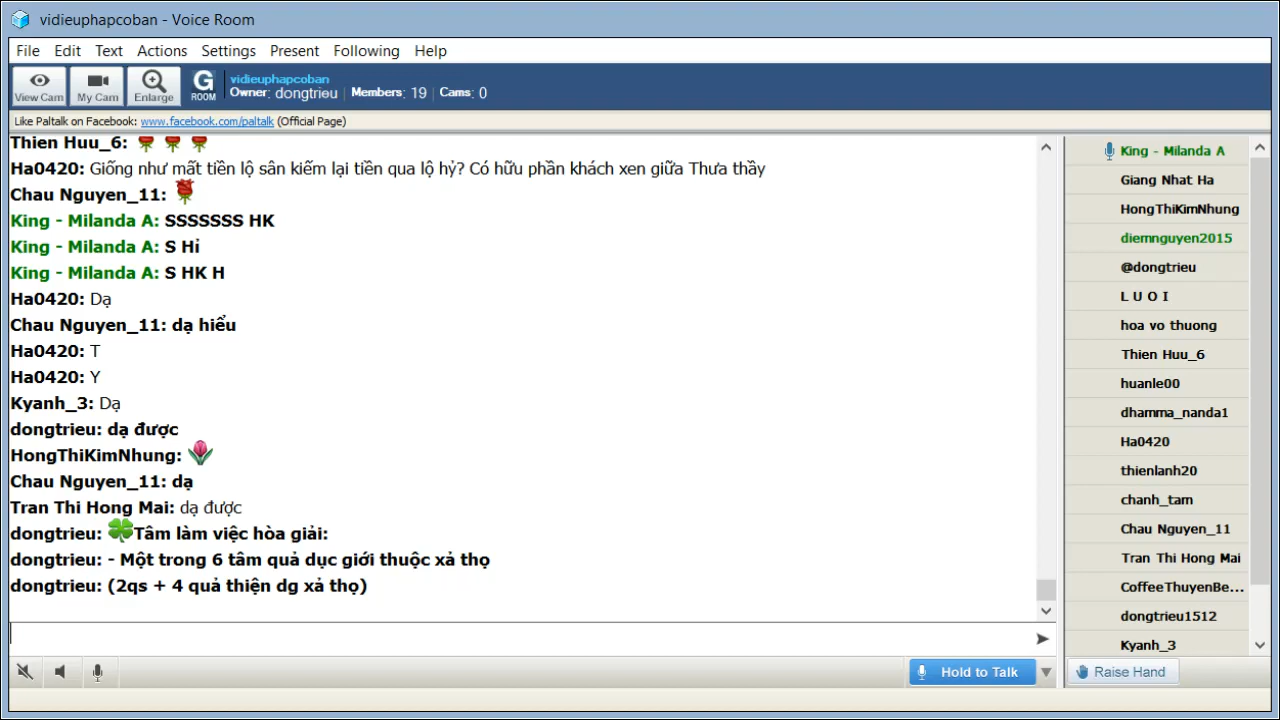 vidieuphapcoban - Voice Room
File Edit Text Actions Settings Present Following Help
View Cam My Cam Enlarge G ROOM
vidieuphapcoban
Owner: dongtrieu | Members: 19 | Cams: 0
Like Paltalk on Facebook: www.facebook.com/paltalk (Official Page)
Thien Huu_6:
Ha0420: Giống như mất tiền lộ sân kiếm lại tiền qua lộ hỷ? Có hữu phần khách xen giữa Thưa thầy
Chau Nguyen_11:
King - Milanda A: SSSSSSS HK
King - Milanda A: S Hỉ
King - Milanda A: S HK H
Ha0420: Dạ
Chau Nguyen_11: dạ hiểu
Ha0420: T
Ha0420: Y
Kyanh_3: Dạ
dongtrieu: dạ được
HongThiKimNhung:
Chau Nguyen_11: dạ
Tran Thi Hong Mai: dạ được
dongtrieu: Tâm làm việc hòa giải:
dongtrieu: - Một trong 6 tâm quả dục giới thuộc xả thọ
dongtrieu: (2qs + 4 quả thiện dg xả thọ)
King - Milanda A
Giang Nhat Ha
HongThiKimNhung
diemnguyen2015
@dongtrieu
L U O I
hoa vo thuong
Thien Huu_6
huanle00
dhamma_nanda1
Ha0420
thienlanh20
chanh_tam
Chau Nguyen_11
Tran Thi Hong Mai
CoffeeThuyenBe...
dongtrieu1512
Kyanh_3
Hold to Talk
Raise Hand